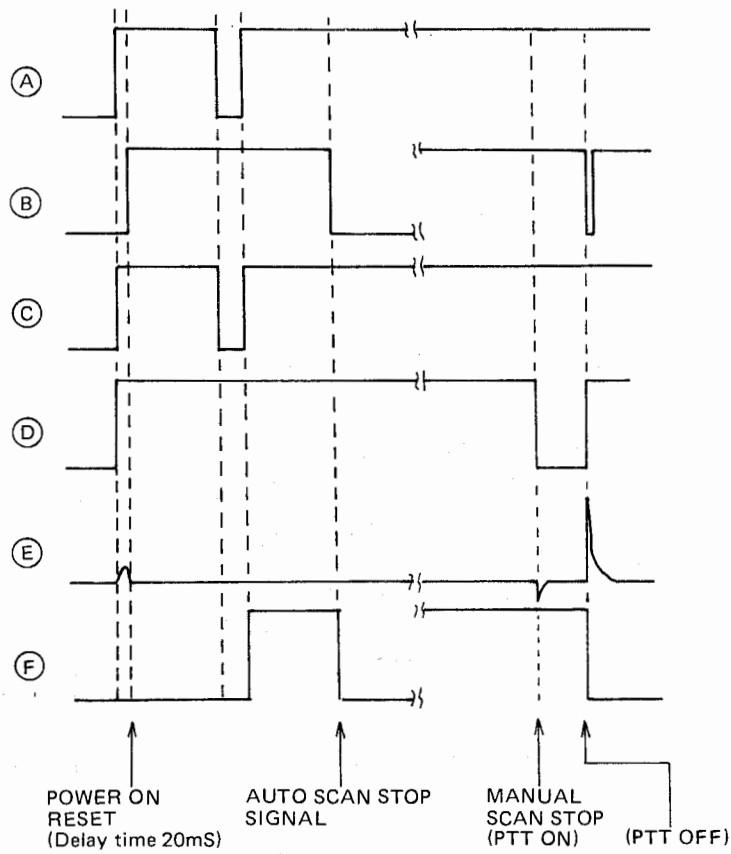 A
B
C
D
E
F
POWER ON
RESET
(Delay time 20mS)
AUTO SCAN STOP
SIGNAL
MANUAL
SCAN STOP
(PTT ON)
(PTT OFF)